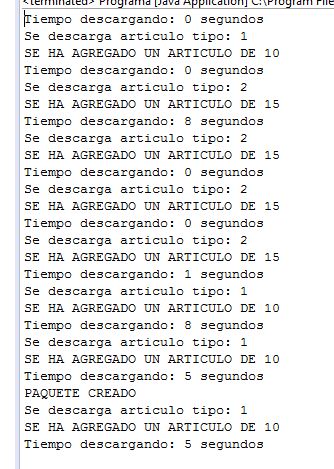 <terminated> Programa [Java Application] C:\Program File
Tiempo descargando: 0 segundos
Se descarga articulo tipo: 1
SE HA AGREGADO UN ARTICULO DE 10
Tiempo descargando: 0 segundos
Se descarga articulo tipo: 2
SE HA AGREGADO UN ARTICULO DE 15
Tiempo descargando: 8 segundos
Se descarga articulo tipo: 2
SE HA AGREGADO UN ARTICULO DE 15
Tiempo descargando: 0 segundos
Se descarga articulo tipo: 2
SE HA AGREGADO UN ARTICULO DE 15
Tiempo descargando: 0 segundos
Se descarga articulo tipo: 2
SE HA AGREGADO UN ARTICULO DE 15
Tiempo descargando: 1 segundos
Se descarga articulo tipo: 1
SE HA AGREGADO UN ARTICULO DE 10
Tiempo descargando: 8 segundos
Se descarga articulo tipo: 1
SE HA AGREGADO UN ARTICULO DE 10
Tiempo descargando: 5 segundos
PAQUETE CREADO
Se descarga articulo tipo: 1
SE HA AGREGADO UN ARTICULO DE 10
Tiempo descargando: 5 segundos